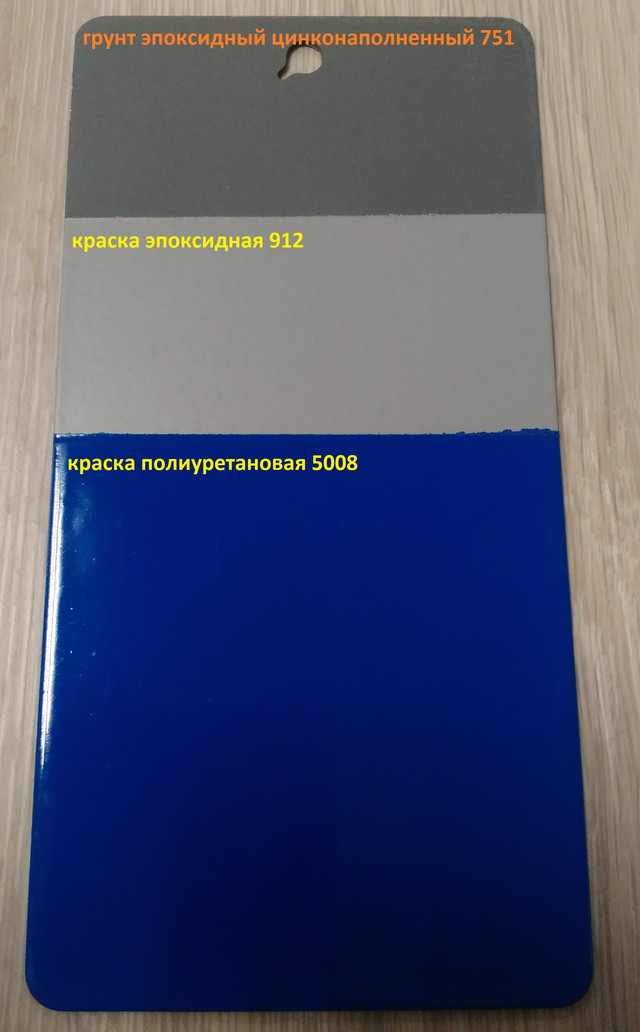 грунт эпоксидный цинконаполненный 751
краска эпоксидная 912
краска полиуретановая 5008